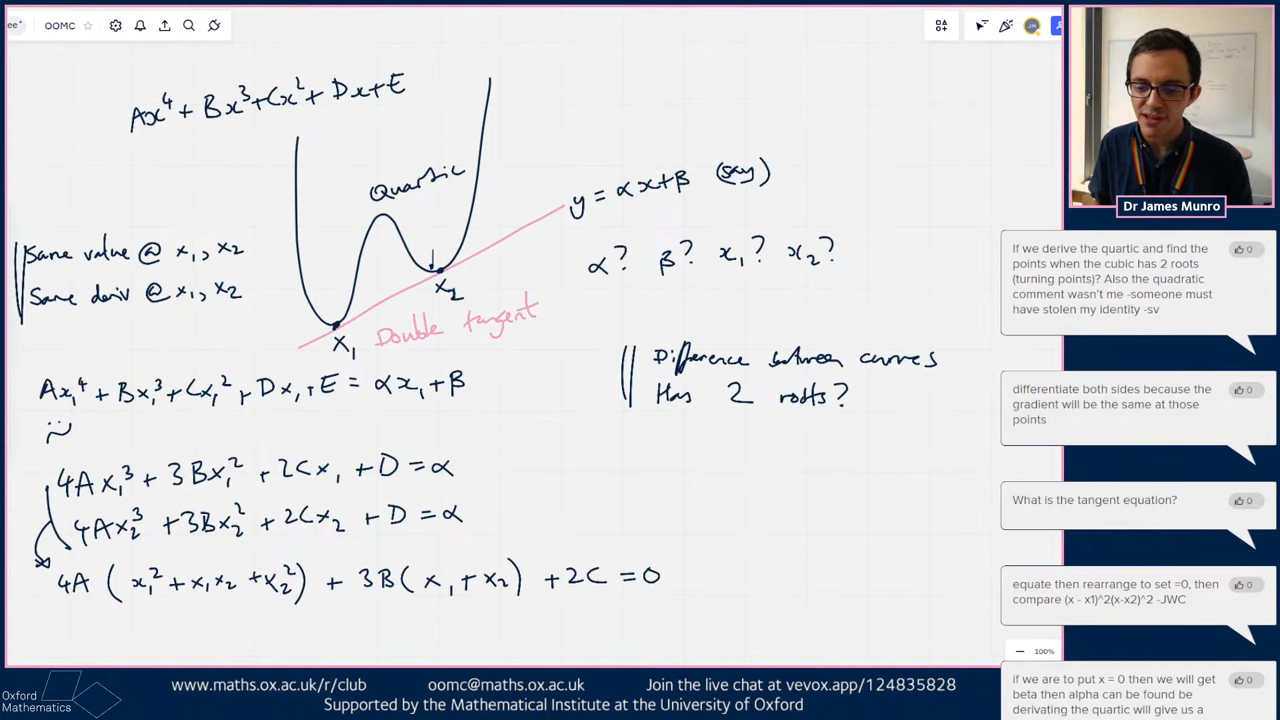 OOMC
Ax⁴ + Bx³ + Cx² + Dx + E
Quartic
y = αx+β (say)
Same value @ x₁, x₂
Same deriv @ x₁, x₂
α? β? x₁? x₂?
x₂
x₁
Double tangent
Difference between curves
Has 2 roots?
Ax₁⁴ + Bx₁³ + Cx₁² + Dx₁ + E = αx₁ + β
4Ax₁³ + 3Bx₁² + 2Cx₁ + D = α
4Ax₂³ + 3Bx₂² + 2Cx₂ + D = α
4A (x₁² + x₁x₂ + x₂²) + 3B(x₁ + x₂) + 2C = 0
100%
Dr James Munro
If we derive the quartic and find the
points when the cubic has 2 roots
(turning points)? Also the quadratic
comment wasn't me -someone must
have stolen my identity -sv
0
differentiate both sides because the
gradient will be the same at those
points
0
What is the tangent equation?
0
equate then rearrange to set =0, then
compare (x - x1)^2(x-x2)^2 -JWC
0
if we are to put x = 0 then we will get
beta then alpha can be found be
derivating the quartic will give us a
0
Oxford
Mathematics
www.maths.ox.ac.uk/r/club oomc@maths.ox.ac.uk Join the live chat at vevox.app/124835828
Supported by the Mathematical Institute at the University of Oxford